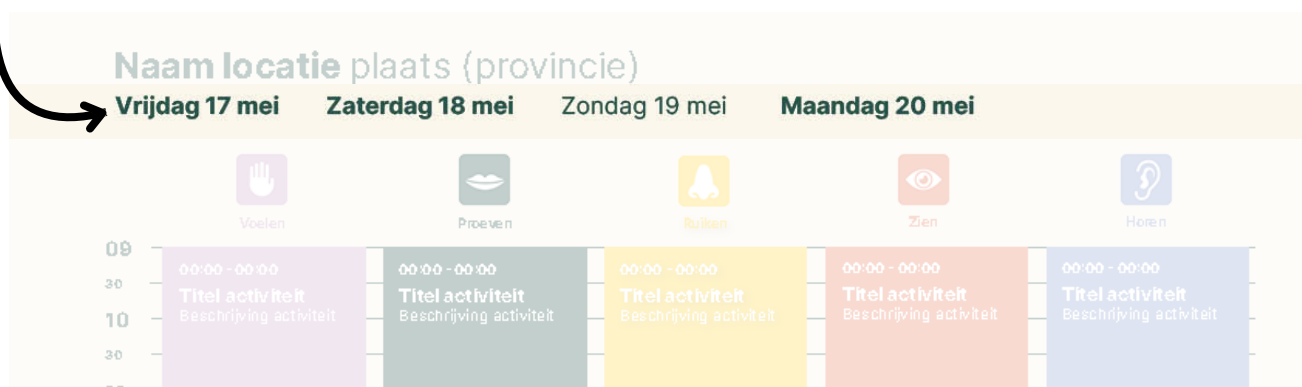 Naam locatie plaats (provincie)
Vrijdag 17 mei Zaterdag 18 mei Zondag 19 mei Maandag 20 mei
Voelen Proeven Ruiken Zien Horen
09
00:00 - 00:00 00:00 - 00:00 00:00 - 00:00 00:00 - 00:00 00:00 - 00:00
30
Titel activiteit Titel activiteit Titel activiteit Titel activiteit Titel activiteit
Beschrijving activiteit Beschrijving activiteit Beschrijving activiteit Beschrijving activiteit Beschrijving activiteit
10
30